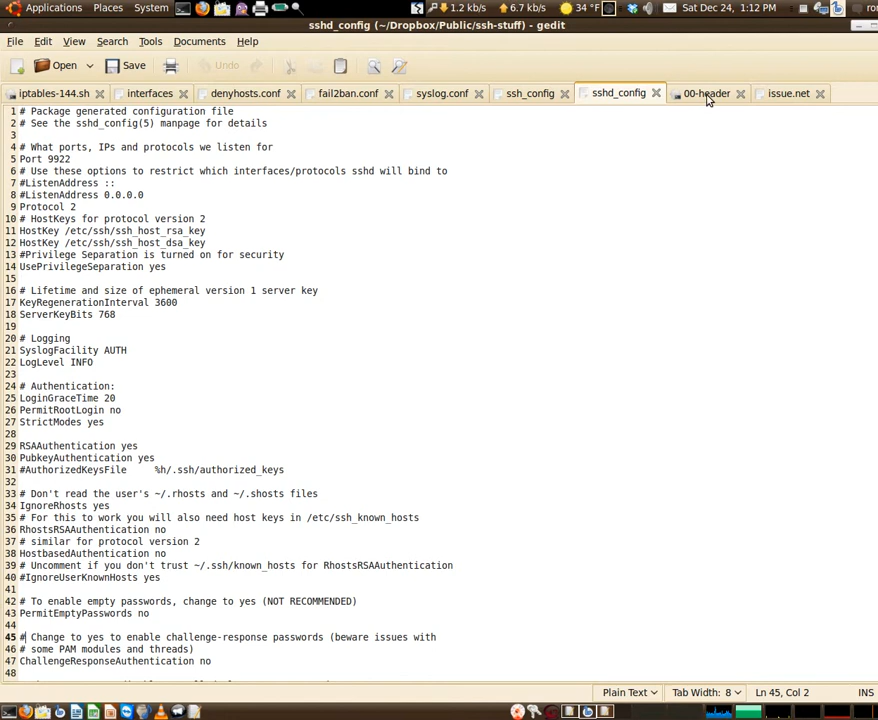 Applications Places System 1.2 kb/s 6.7 kb/s 34 °F Sat Dec 24, 1:12 PM
sshd_config (~/Dropbox/Public/ssh-stuff) - gedit
File Edit View Search Tools Documents Help
Open Save Undo
iptables-144.sh interfaces denyhosts.conf fail2ban.conf syslog.conf ssh_config sshd_config 00-header issue.net
1 # Package generated configuration file
2 # See the sshd_config(5) manpage for details
3
4 # What ports, IPs and protocols we listen for
5 Port 9922
6 # Use these options to restrict which interfaces/protocols sshd will bind to
7 #ListenAddress ::
8 #ListenAddress 0.0.0.0
9 Protocol 2
10 # HostKeys for protocol version 2
11 HostKey /etc/ssh/ssh_host_rsa_key
12 HostKey /etc/ssh/ssh_host_dsa_key
13 #Privilege Separation is turned on for security
14 UsePrivilegeSeparation yes
15
16 # Lifetime and size of ephemeral version 1 server key
17 KeyRegenerationInterval 3600
18 ServerKeyBits 768
19
20 # Logging
21 SyslogFacility AUTH
22 LogLevel INFO
23
24 # Authentication:
25 LoginGraceTime 20
26 PermitRootLogin no
27 StrictModes yes
28
29 RSAAuthentication yes
30 PubkeyAuthentication yes
31 #AuthorizedKeysFile %h/.ssh/authorized_keys
32
33 # Don't read the user's ~/.rhosts and ~/.shosts files
34 IgnoreRhosts yes
35 # For this to work you will also need host keys in /etc/ssh_known_hosts
36 RhostsRSAAuthentication no
37 # similar for protocol version 2
38 HostbasedAuthentication no
39 # Uncomment if you don't trust ~/.ssh/known_hosts for RhostsRSAAuthentication
40 #IgnoreUserKnownHosts yes
41
42 # To enable empty passwords, change to yes (NOT RECOMMENDED)
43 PermitEmptyPasswords no
44
45 # Change to yes to enable challenge-response passwords (beware issues with
46 # some PAM modules and threads)
47 ChallengeResponseAuthentication no
48
Plain Text Tab Width: 8 Ln 45, Col 2 INS